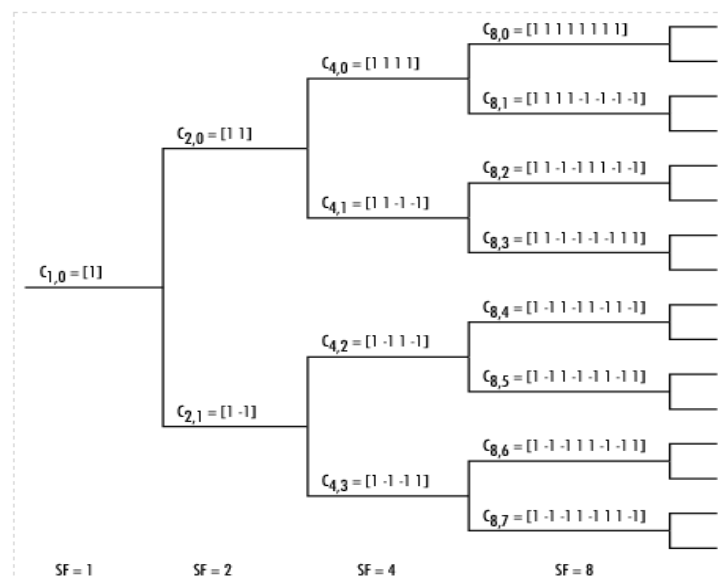 C8,0 = [1 1 1 1 1 1 1 1]
C4,0 = [1 1 1 1]
C8,1 = [1 1 1 1 -1 -1 -1 -1]
C2,0 = [1 1]
C8,2 = [1 1 -1 -1 1 1 -1 -1]
C4,1 = [1 1 -1 -1]
C8,3 = [1 1 -1 -1 -1 -1 1 1]
C1,0 = [1]
C8,4 = [1 -1 1 -1 1 -1 1 -1]
C4,2 = [1 -1 1 -1]
C8,5 = [1 -1 1 -1 -1 1 -1 1]
C2,1 = [1 -1]
C8,6 = [1 -1 -1 1 1 -1 -1 1]
C4,3 = [1 -1 -1 1]
C8,7 = [1 -1 -1 1 -1 1 1 -1]
SF = 1 SF = 2 SF = 4 SF = 8